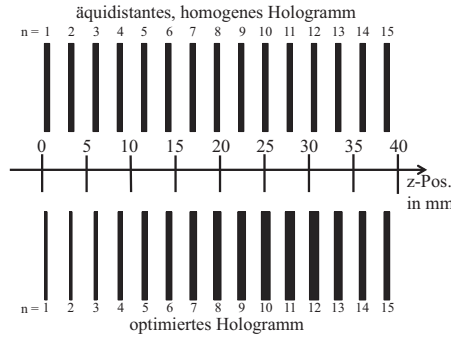 äquidistantes, homogenes Hologramm
n = 1 2 3 4 5 6 7 8 9 10 11 12 13 14 15
0 5 10 15 20 25 30 35 40
z-Pos.
in mm
n = 1 2 3 4 5 6 7 8 9 10 11 12 13 14 15
optimiertes Hologramm